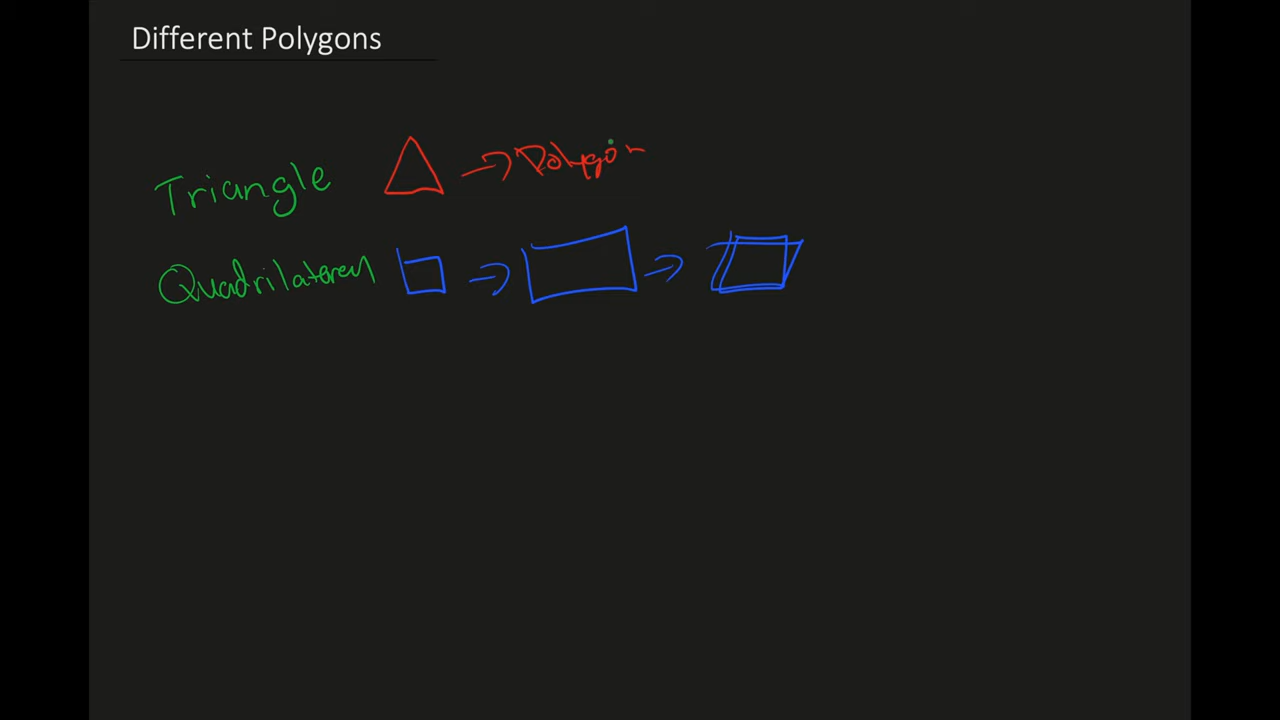 Different Polygons
Triangle → Polygon
Quadrilateral → →